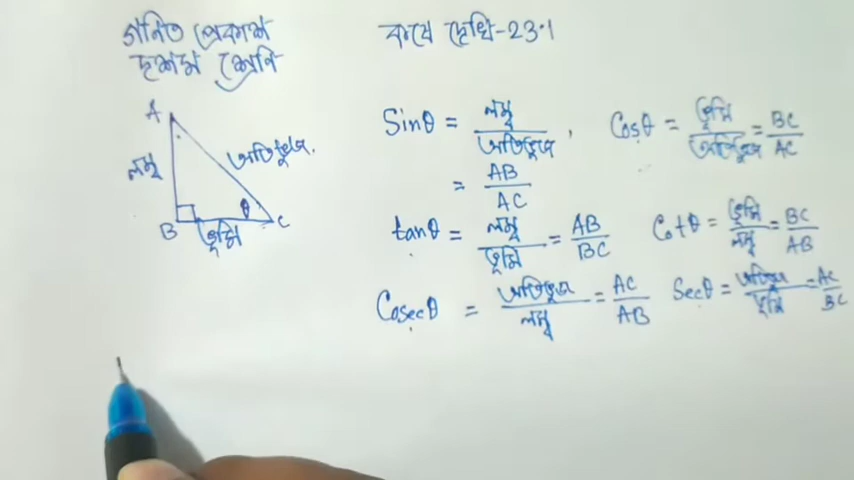 গণিত প্রকাশ
দশম শ্রেণি
কষে দেখি-23.1
A
লম্ব
অতিভুজ
B
ভূমি
θ
C
Sinθ = লম্ব/অতিভুজ,
= AB/AC
Cosθ = ভূমি/অতিভুজ = BC/AC
tanθ = লম্ব/ভূমি = AB/BC
Cotθ = ভূমি/লম্ব = BC/AB
Cosecθ = অতিভুজ/লম্ব = AC/AB
Secθ = অতিভুজ/ভূমি = AC/BC